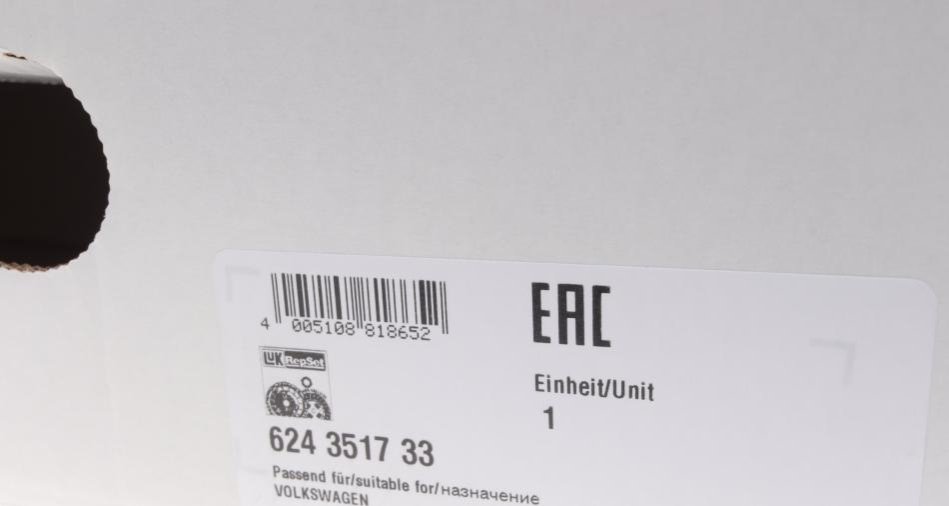 4 005108 818652
EAC
LuK RepSet
Einheit/Unit
1
624 3517 33
Passend für/suitable for/назначение
VOLKSWAGEN